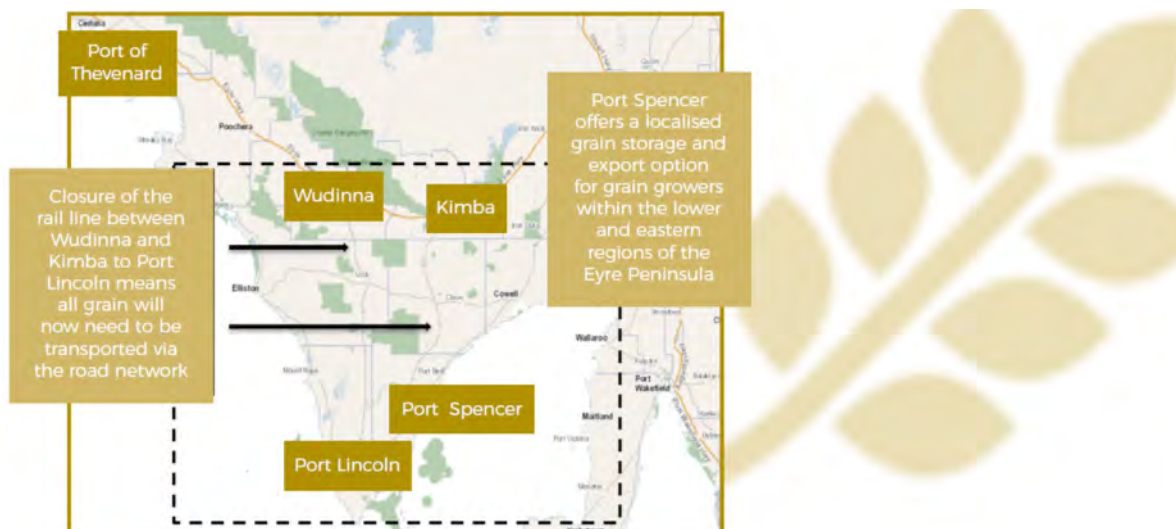 Ceduna
Port of
Thevenard
Poochera
Port Spencer
offers a localised
grain storage and
export option
for grain growers
within the lower
and eastern
regions of the
Eyre Peninsula
Closure of the
rail line between
Wudinna and
Kimba to Port
Lincoln means
all grain will
now need to be
transported via
the road network
Wudinna
Kimba
Elliston
Cowell
Wallaroo
Port
Wakefield
Maitland
Port Victoria
Port Spencer
Port Lincoln